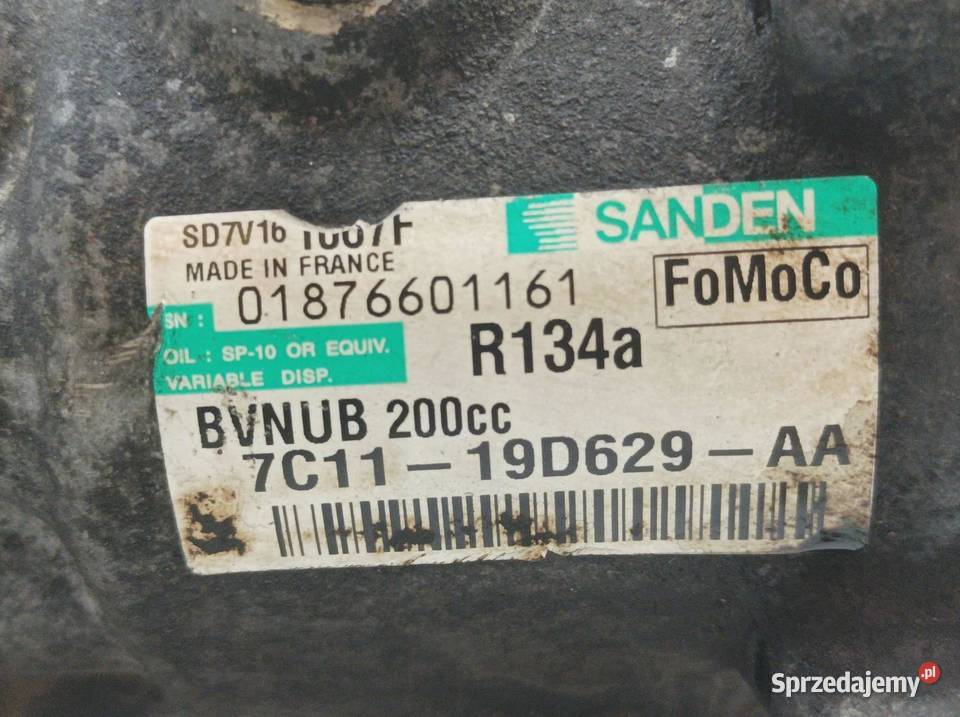 SANDEN
SD7V16
MADE IN FRANCE
FoMoCo
SN : 01876601161
OIL : SP-10 OR EQUIV.
VARIABLE DISP.
R134a
BVNUB 200cc
7C11-19D629-AA
Sprzedajemy.pl